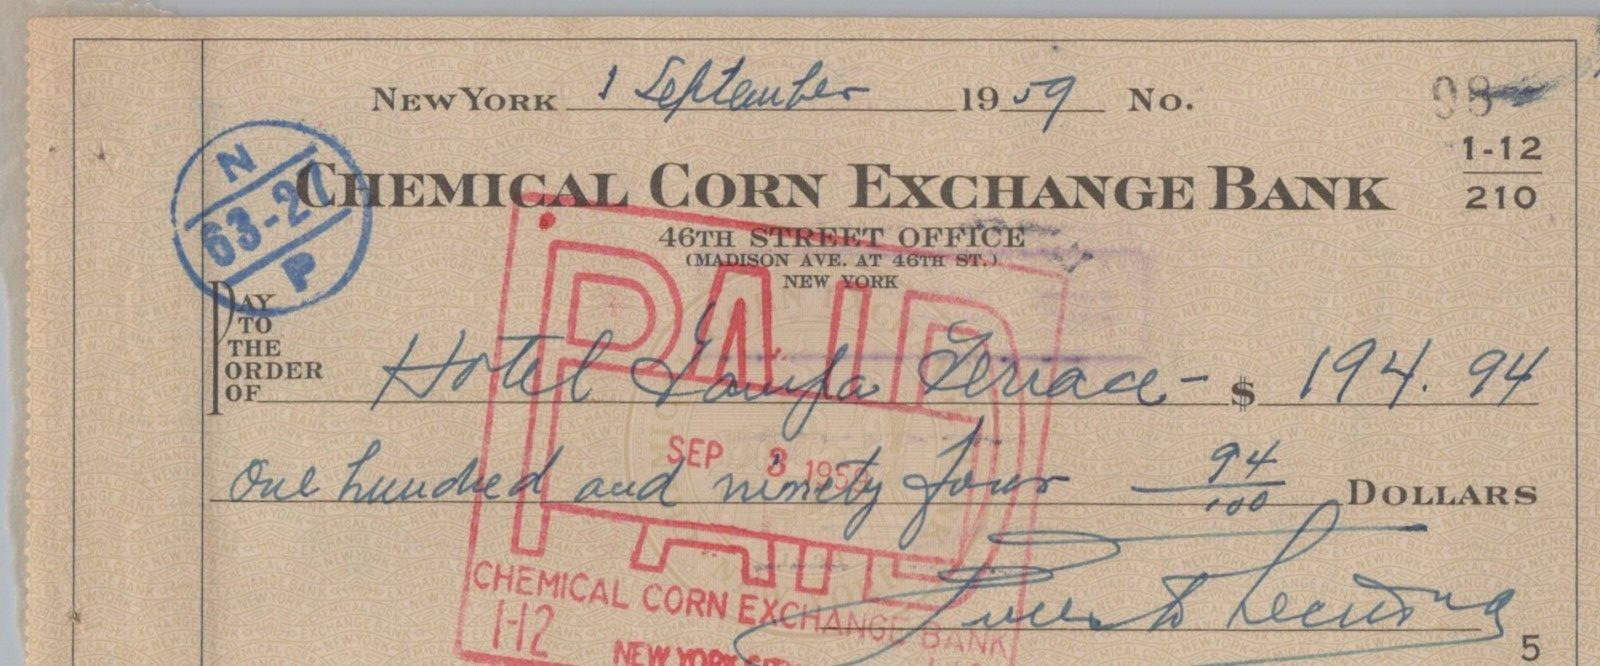 NEW YORK 1 September 1959 No. 98
1-12
210
N
63-27
P
CHEMICAL CORN EXCHANGE BANK
46TH STREET OFFICE
(MADISON AVE. AT 46TH ST.)
NEW YORK
PAY TO THE ORDER OF Hotel Tampa Terrace - $ 194.94
PAID
SEP 3 1959
One hundred and ninety four 94/100 DOLLARS
CHEMICAL CORN EXCHANGE BANK
1-12
NEW YORK
5